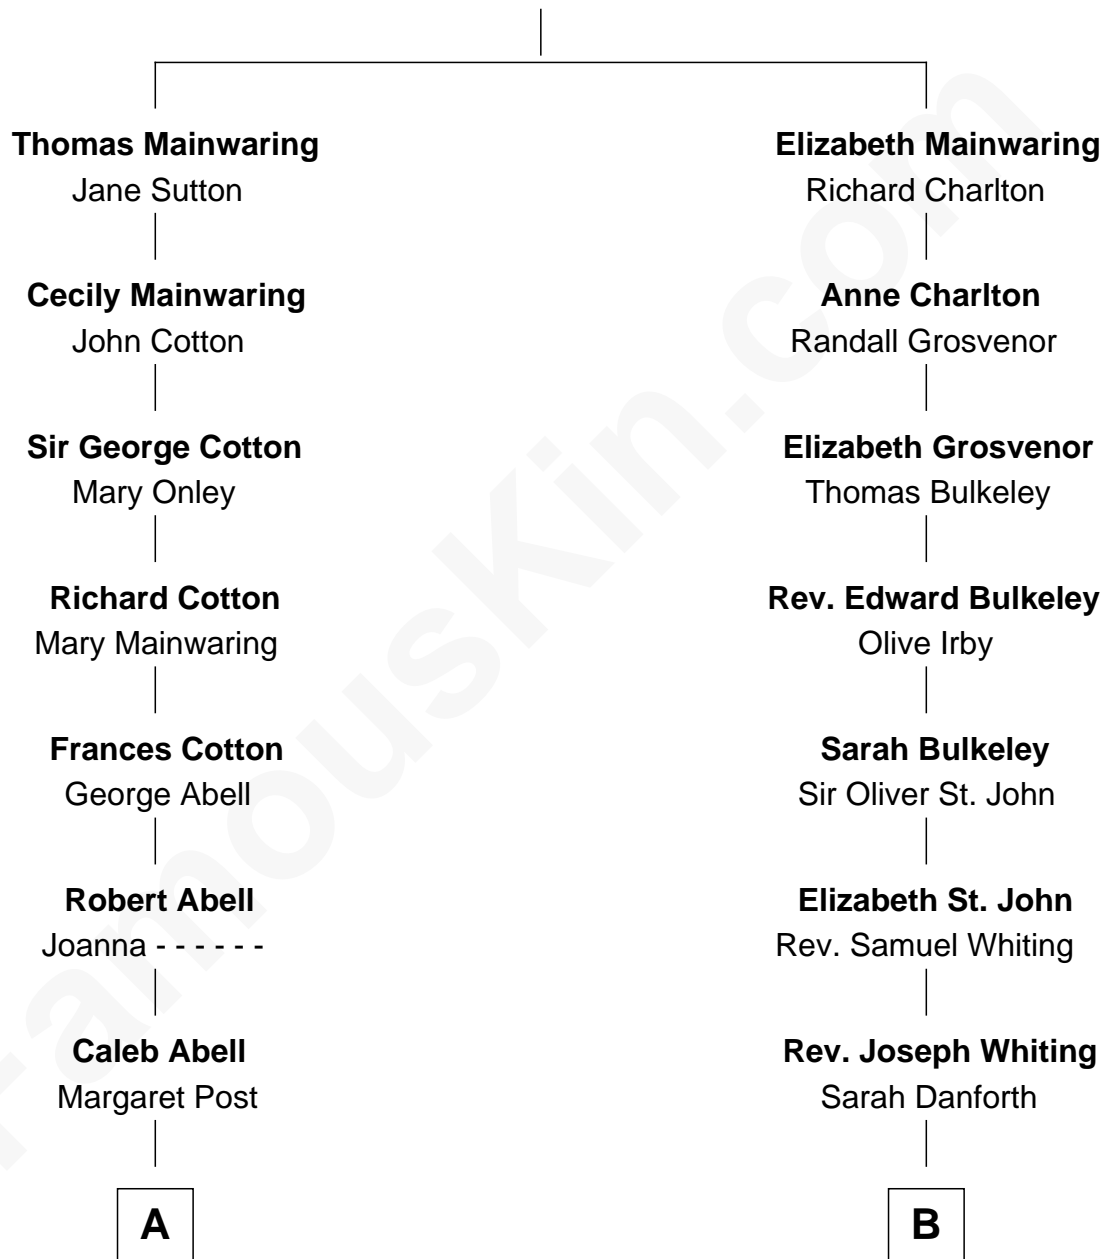 Thomas Mainwaring
Jane Sutton
Cecily Mainwaring
John Cotton
Sir George Cotton
Mary Onley
Richard Cotton
Mary Mainwaring
Frances Cotton
George Abell
Robert Abell
Joanna - - - - - -
Caleb Abell
Margaret Post
A
Elizabeth Mainwaring
Richard Charlton
Anne Charlton
Randall Grosvenor
Elizabeth Grosvenor
Thomas Bulkeley
Rev. Edward Bulkeley
Olive Irby
Sarah Bulkeley
Sir Oliver St. John
Elizabeth St. John
Rev. Samuel Whiting
Rev. Joseph Whiting
Sarah Danforth
B
FamousKin.com